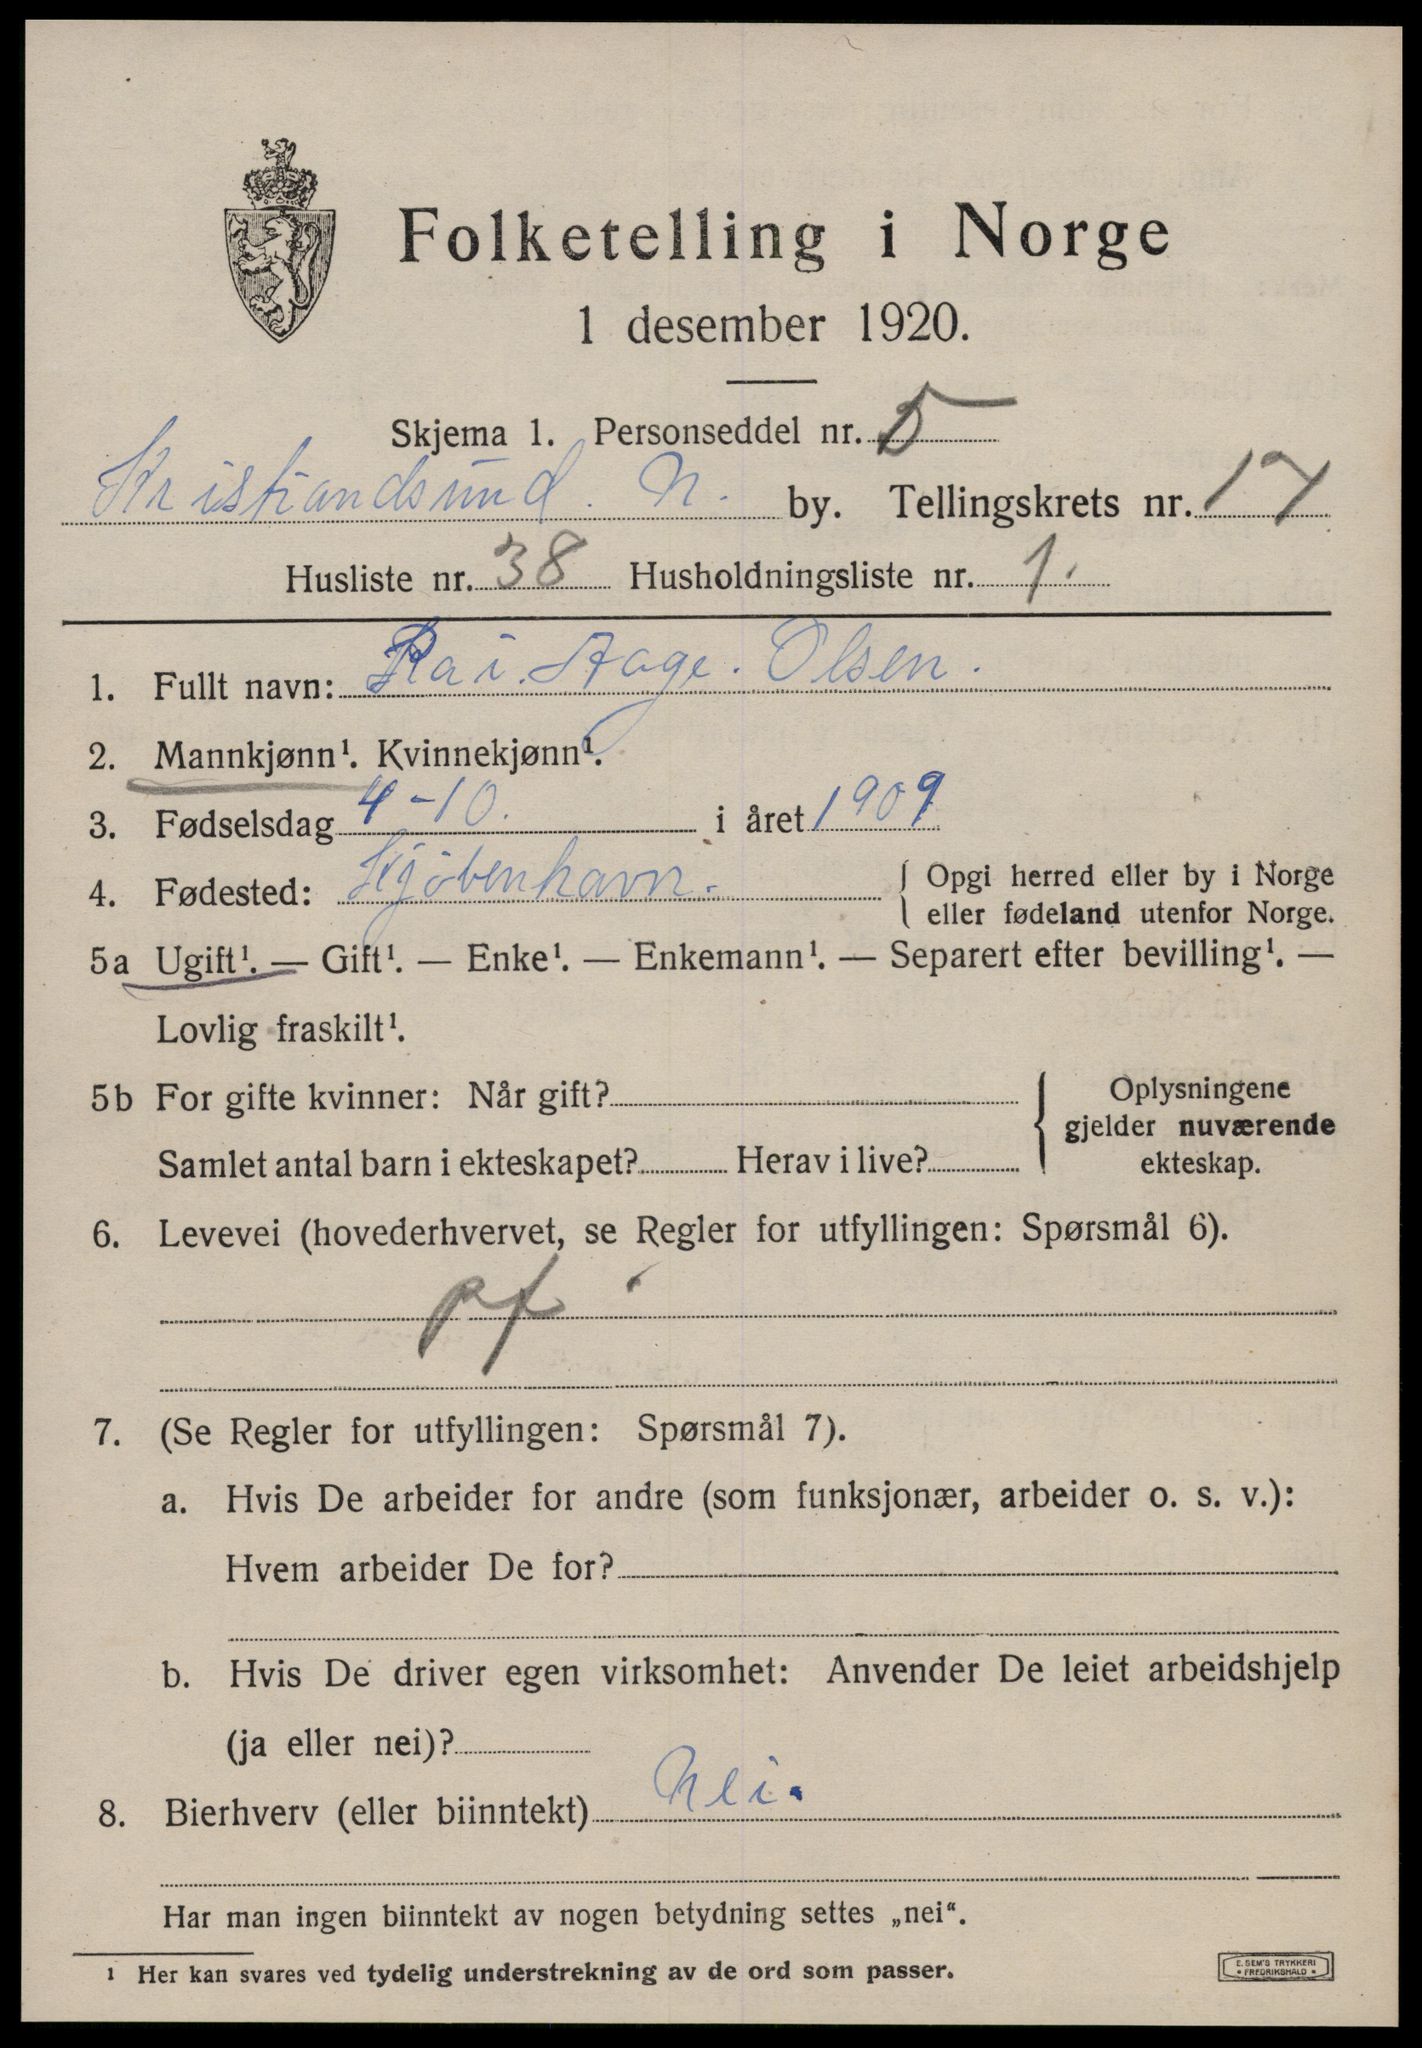 Folketelling i Norge
1 desember 1920.
Skjema 1. Personseddel nr. 5
Kristiandsund. N. by. Tellingskrets nr. 17
Husliste nr. 38 Husholdningsliste nr. 1.
1. Fullt navn: Kai. Aage. Olsen.
2. Mannkjønn¹. Kvinnekjønn¹.
3. Fødselsdag 4-10. i året 1909
4. Fødested: Kjöbenhavn. { Opgi herred eller by i Norge
eller fødeland utenfor Norge.
5a Ugift¹. — Gift¹. — Enke¹. — Enkemann¹. — Separert efter bevilling¹. —
Lovlig fraskilt¹.
5b For gifte kvinner: Når gift? { Oplysningene
gjelder nuværende
Samlet antal barn i ekteskapet? Herav i live? ekteskap.
6. Levevei (hovederhvervet, se Regler for utfyllingen: Spørsmål 6).
pf
7. (Se Regler for utfyllingen: Spørsmål 7).
a. Hvis De arbeider for andre (som funksjonær, arbeider o. s. v.):
Hvem arbeider De for?
b. Hvis De driver egen virksomhet: Anvender De leiet arbeidshjelp
(ja eller nei)?
8. Bierhverv (eller biinntekt) Nei.
Har man ingen biinntekt av nogen betydning settes „nei“.
¹ Her kan svares ved tydelig understrekning av de ord som passer.
E. SEM'S TRYKKERI
• FREDRIKSHALD •